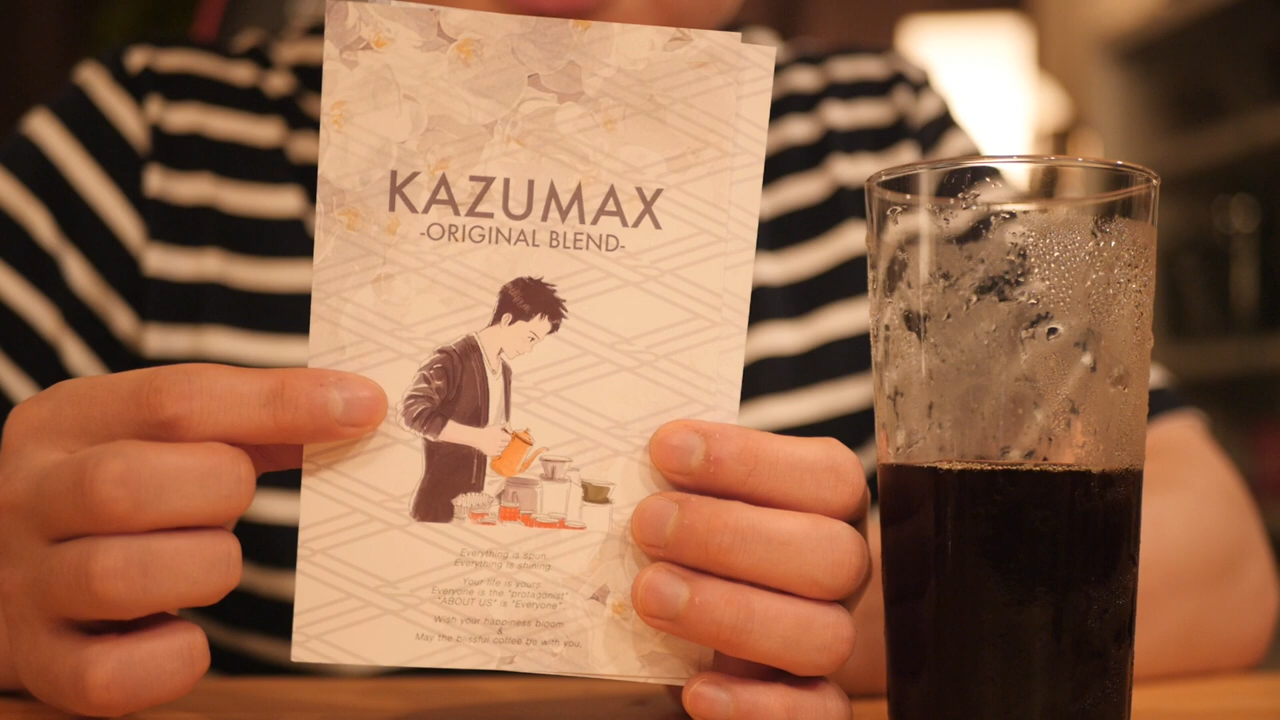 KAZUMAX
-ORIGINAL BLEND-
Everything is spun.
Everything is shining.
Your life is yours.
Everyone is the "protagonist"
"ABOUT US" is "Everyone"
Wish your happiness bloom
&
May the blissful coffee be with you.